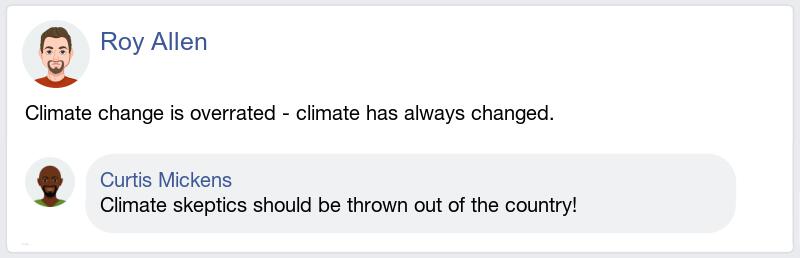 Roy Allen
Climate change is overrated - climate has always changed.
Curtis Mickens
Climate skeptics should be thrown out of the country!